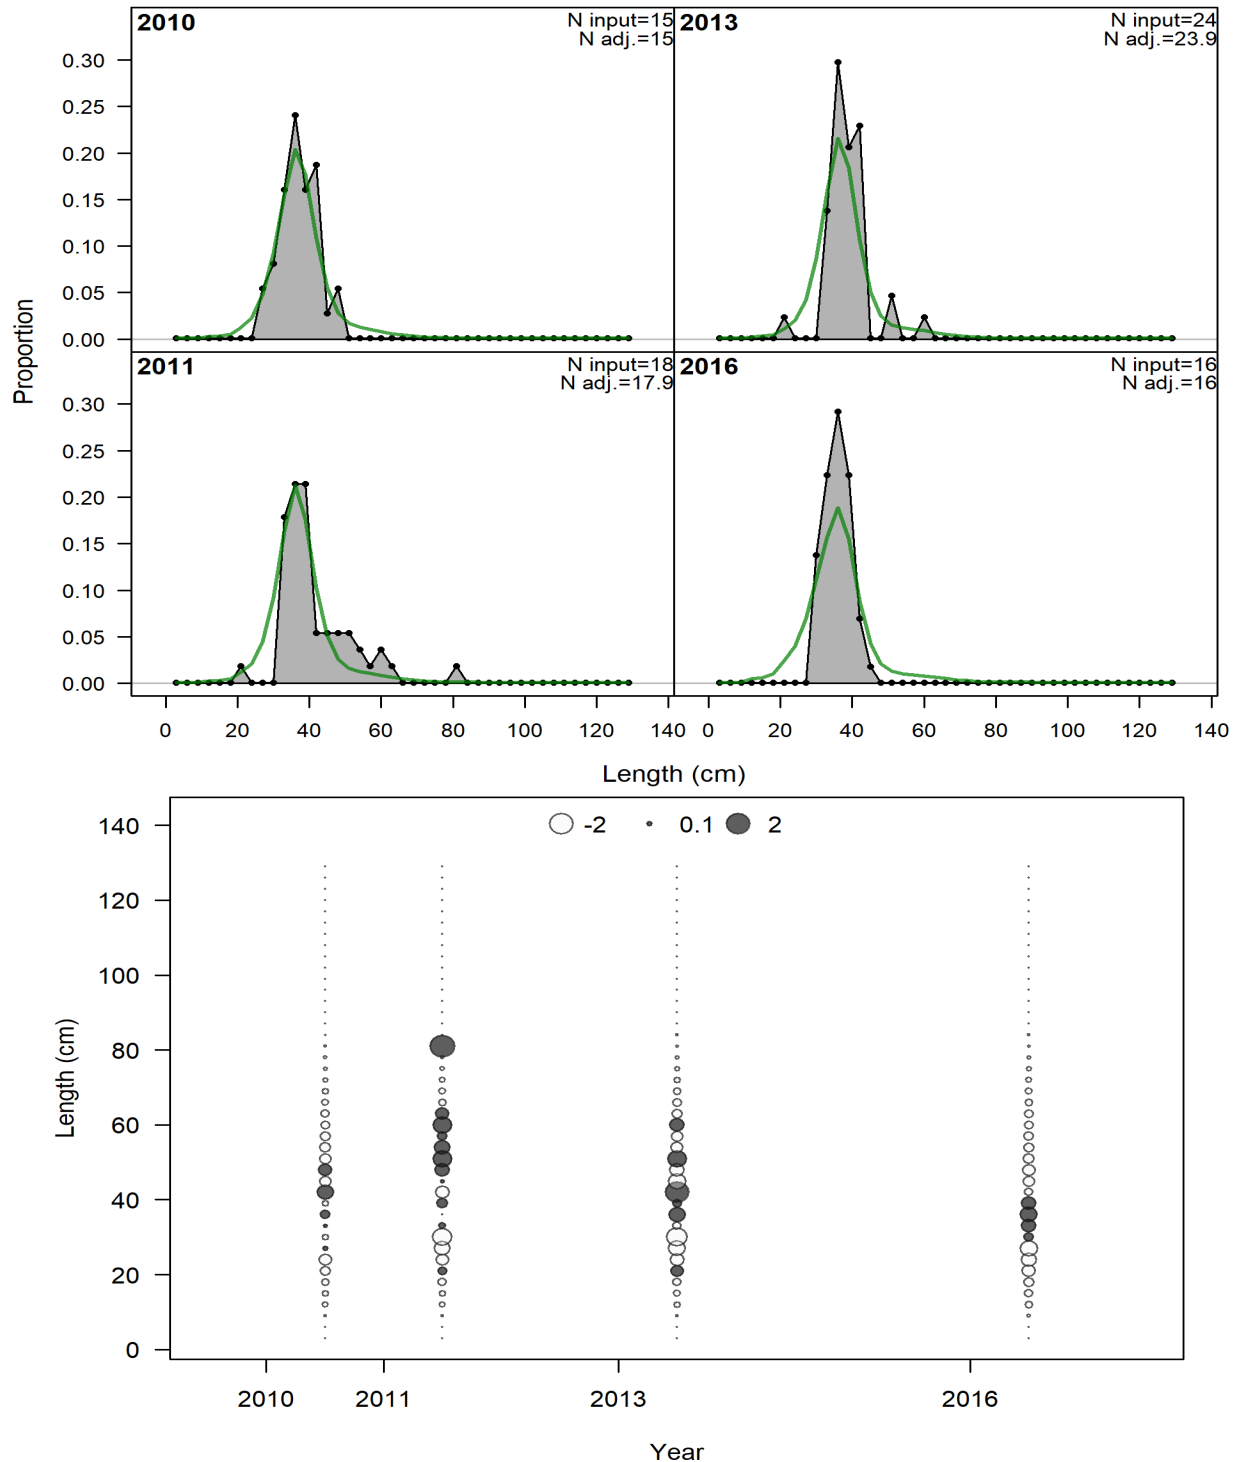 2010
N input=15
N adj.=15
2013
N input=24
N adj.=23.9
0.30
0.25
0.20
0.15
0.10
0.05
0.00
2011
N input=18
N adj.=17.9
2016
N input=16
N adj.=16
0.30
0.25
0.20
0.15
0.10
0.05
0.00
Proportion
0 20 40 60 80 100 120 140
0 20 40 60 80 100 120 140
Length (cm)
-2 0.1 2
140
120
100
80
60
40
20
0
Length (cm)
2010 2011 2013 2016
Year